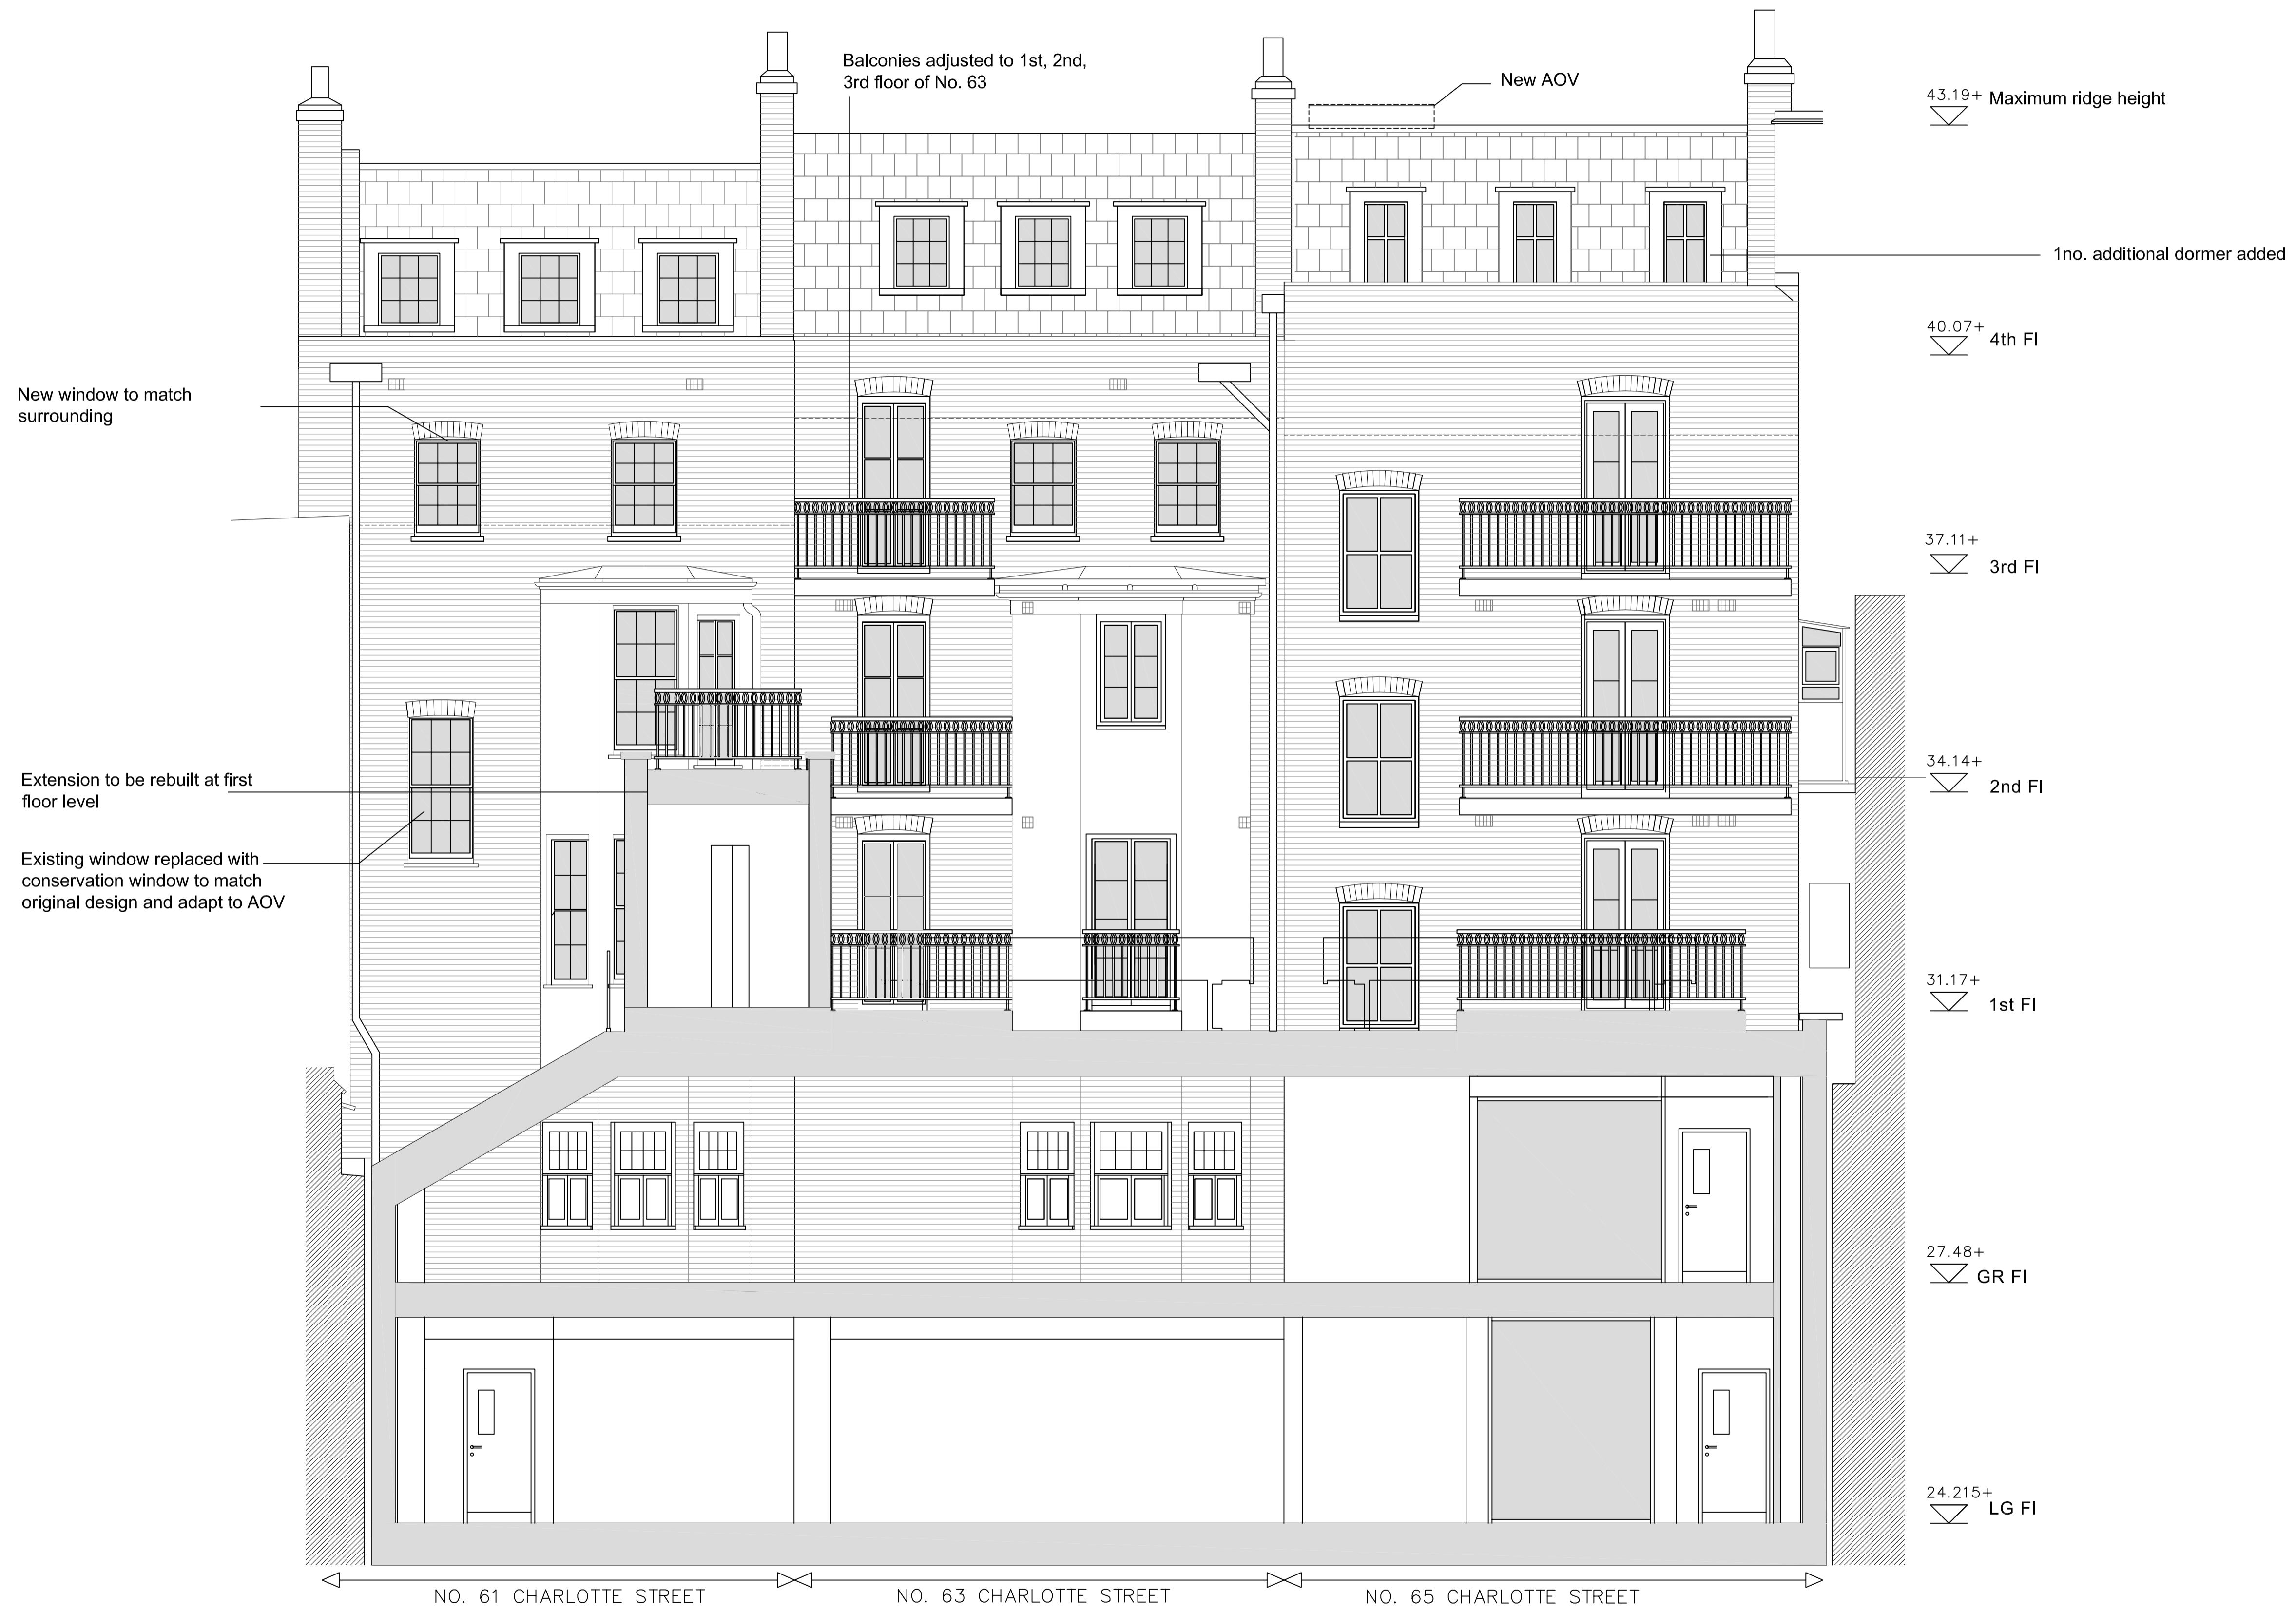 Balconies adjusted to 1st, 2nd,
3rd floor of No. 63
New AOV
43.19+ Maximum ridge height
1no. additional dormer added
40.07+
4th Fl
New window to match
surrounding
37.11+
3rd Fl
34.14+
2nd Fl
Extension to be rebuilt at first
floor level
Existing window replaced with
conservation window to match
original design and adapt to AOV
31.17+
1st Fl
27.48+
GR Fl
24.215+
LG Fl
NO. 61 CHARLOTTE STREET
NO. 63 CHARLOTTE STREET
NO. 65 CHARLOTTE STREET